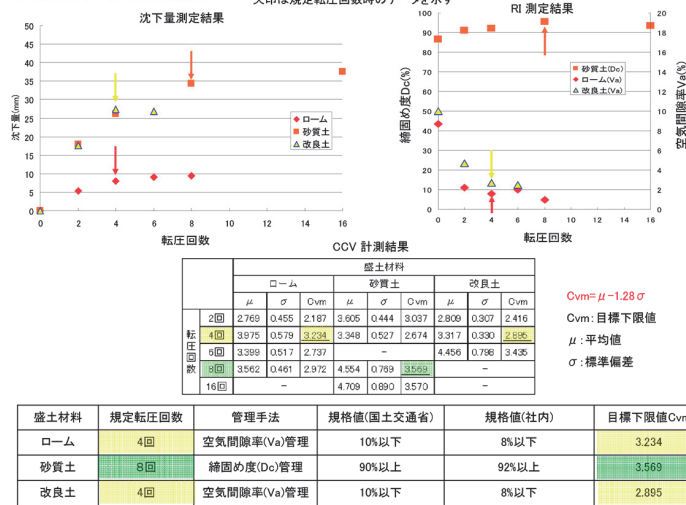 矢印は規定転圧回数時のデータを示す
沈下量測定結果
沈下量(mm)
50
45
40
35
30
25
20
15
10
5
0
0 2 4 6 8 10 12 14 16
転圧回数
ローム
砂質土
改良土
RI 測定結果
締固め度Dc(%)
100
90
80
70
60
50
40
30
20
10
0
0 2 4 6 8 10 12 14 16
転圧回数
20
18
16
14
12
10
8
6
4
2
0
空気間隙率Va(%)
砂質土(Dc)
ローム(Va)
改良土(Va)
CCV 計測結果
盛土材料
ローム 砂質土 改良土
μ σ Cvm μ σ Cvm μ σ Cvm
転圧回数
2回 2.769 0.455 2.187 3.605 0.444 3.037 2.809 0.307 2.416
4回 3.975 0.579 3.234 3.348 0.527 2.674 3.317 0.330 2.895
6回 3.399 0.517 2.737 - 4.456 0.798 3.435
8回 3.562 0.461 2.972 4.554 0.769 3.569 -
16回 - 4.709 0.890 3.570 -
Cvm=μ-1.28σ
Cvm:目標下限値
μ:平均値
σ:標準偏差
盛土材料 規定転圧回数 管理手法 規格値(国土交通省) 規格値(社内) 目標下限値Cvm
ローム 4回 空気間隙率(Va)管理 10%以下 8%以下 3.234
砂質土 8回 締固め度(Dc)管理 90%以上 92%以上 3.569
改良土 4回 空気間隙率(Va)管理 10%以下 8%以下 2.895